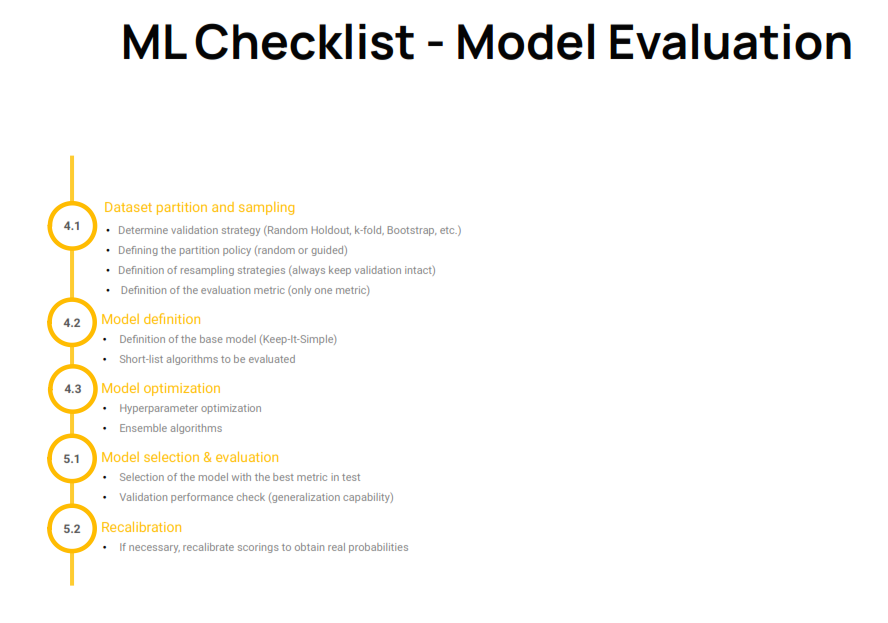 ML Checklist - Model Evaluation
4.1
Dataset partition and sampling
• Determine validation strategy (Random Holdout, k-fold, Bootstrap, etc.)
• Defining the partition policy (random or guided)
• Definition of resampling strategies (always keep validation intact)
• Definition of the evaluation metric (only one metric)
4.2
Model definition
• Definition of the base model (Keep-It-Simple)
• Short-list algorithms to be evaluated
4.3
Model optimization
• Hyperparameter optimization
• Ensemble algorithms
5.1
Model selection & evaluation
• Selection of the model with the best metric in test
• Validation performance check (generalization capability)
5.2
Recalibration
• If necessary, recalibrate scorings to obtain real probabilities